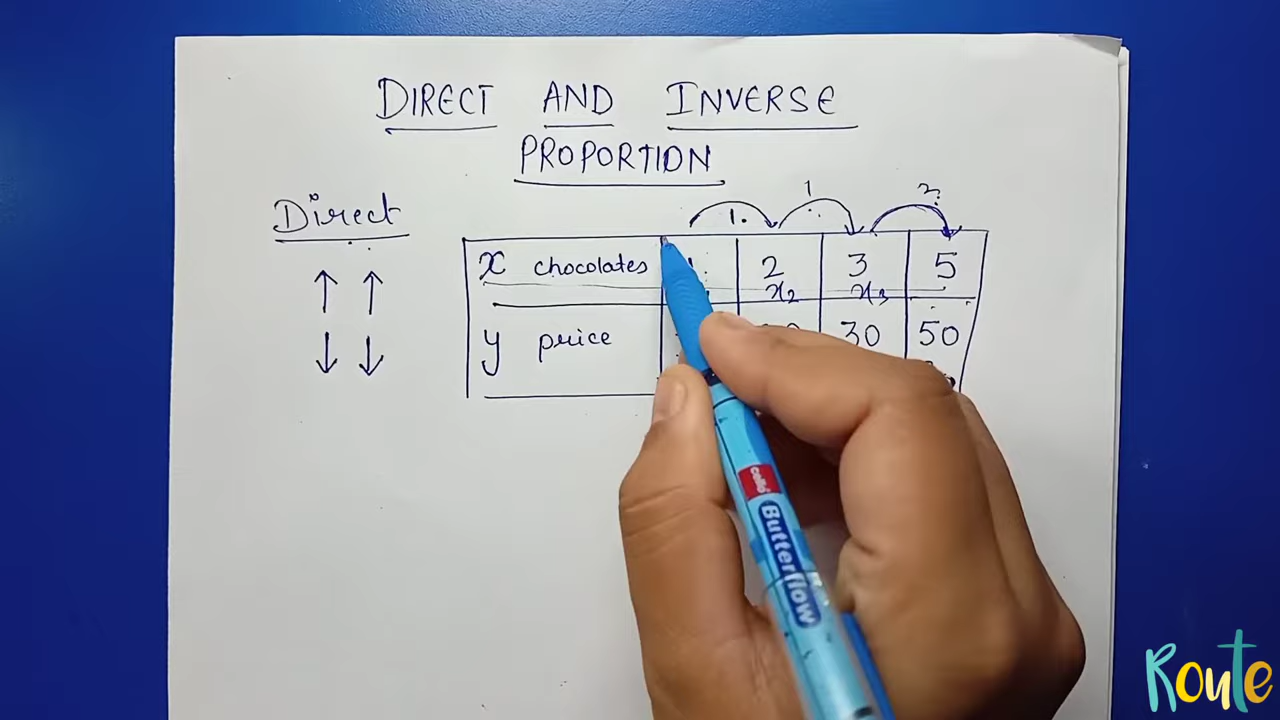 DIRECT AND INVERSE
PROPORTION
Direct
1. 1 2
x chocolates 1 2 3 5
x2 x3
y price 30 50
cello
Butterflow
Route